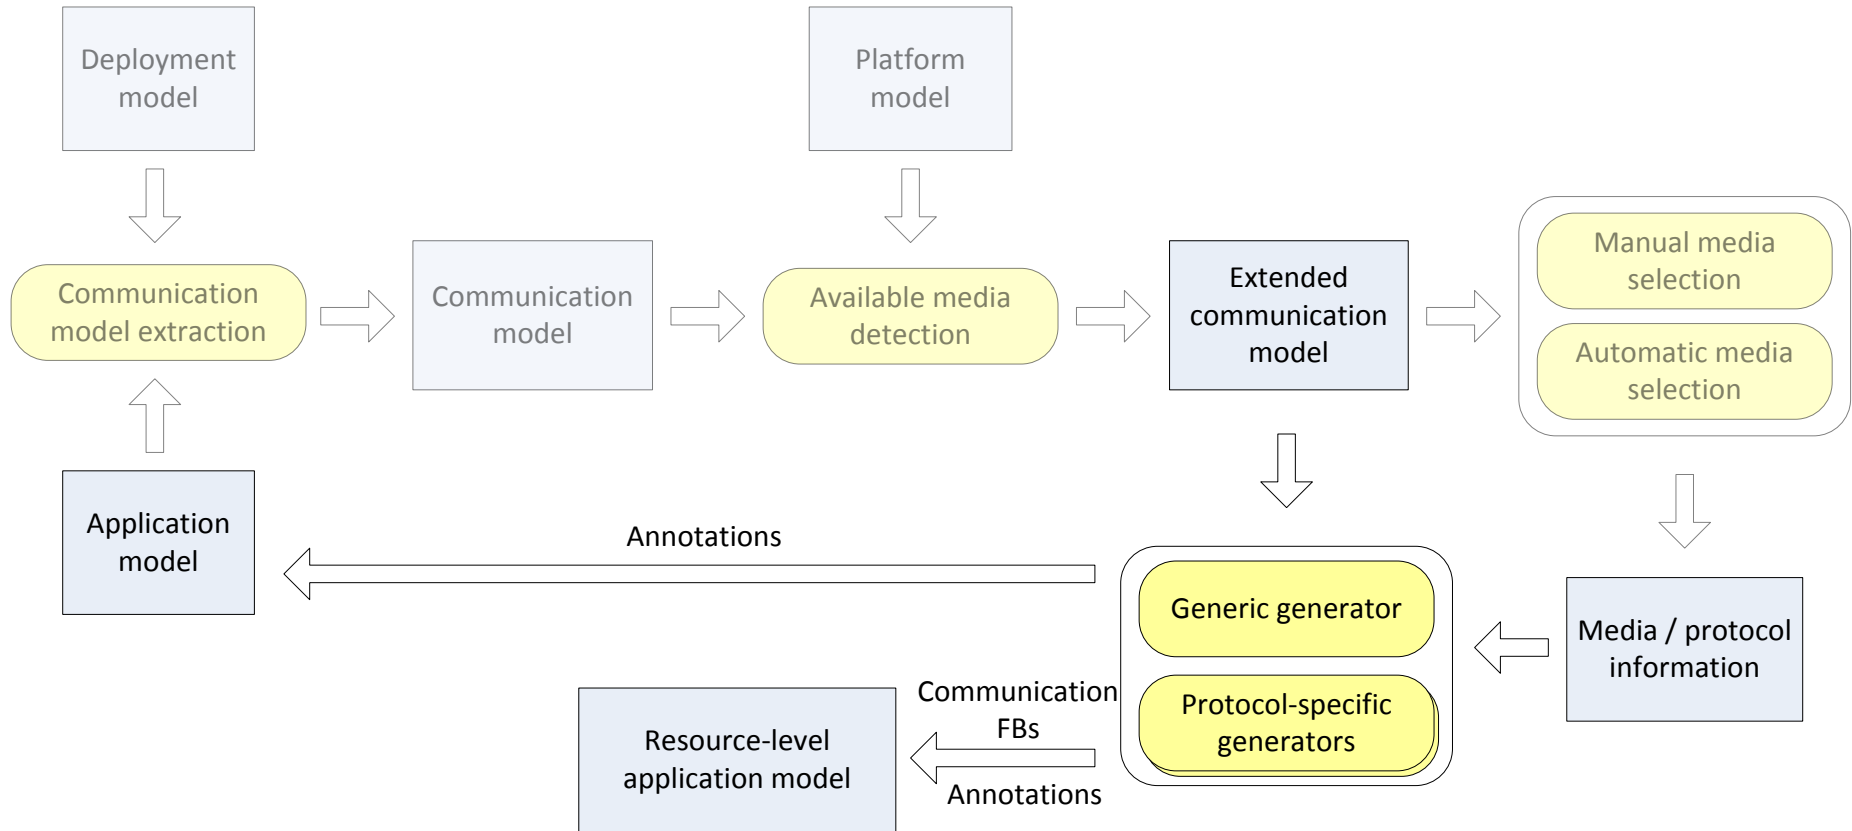 Deployment
model
Platform
model
Communication
model extraction
Communication
model
Available media
detection
Extended
communication
model
Manual media
selection
Automatic media
selection
Application
model
Annotations
Generic generator
Protocol-specific
generators
Media / protocol
information
Communication
FBs
Annotations
Resource-level
application model